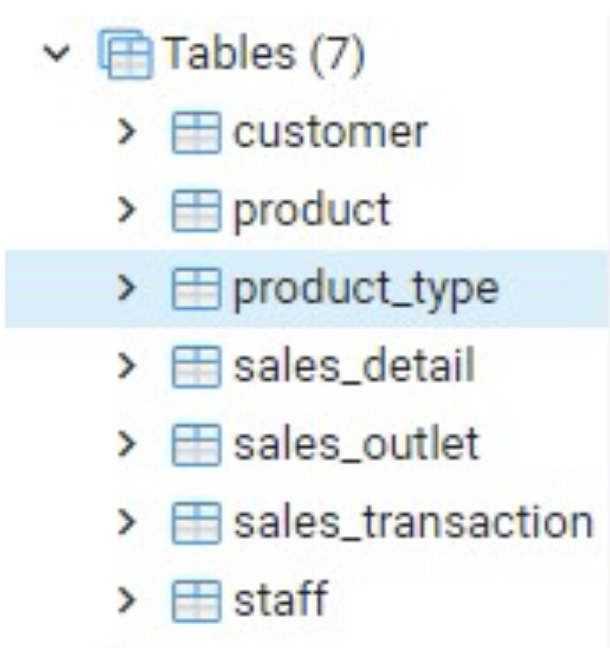 Tables (7)
customer
product
product_type
sales_detail
sales_outlet
sales_transaction
staff